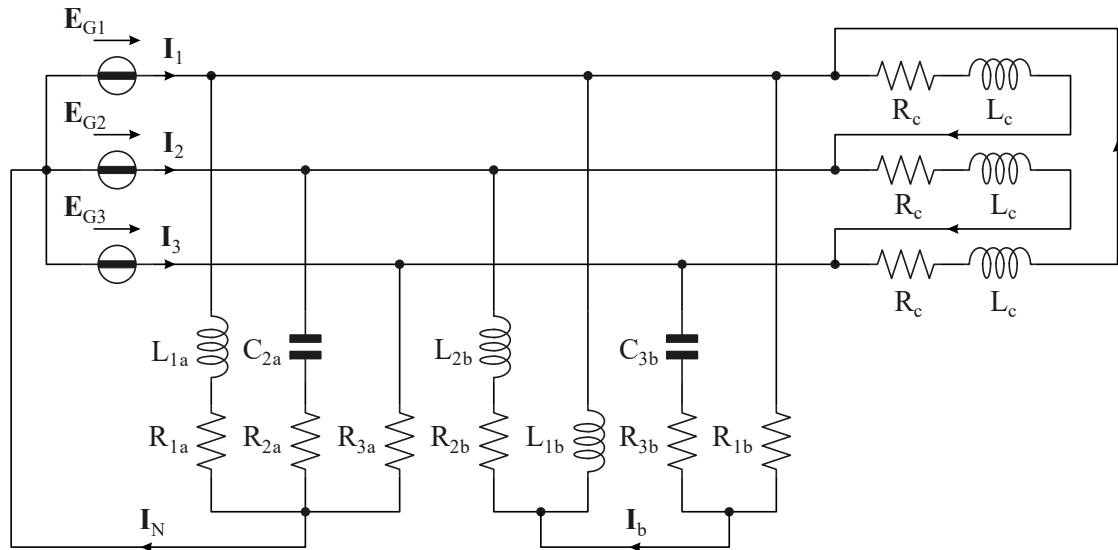 E_G1
I_1
E_G2
I_2
E_G3
I_3
R_c L_c
R_c L_c
R_c L_c
L_1a C_2a L_2b C_3b
R_1a R_2a R_3a R_2b L_1b R_3b R_1b
I_N I_b